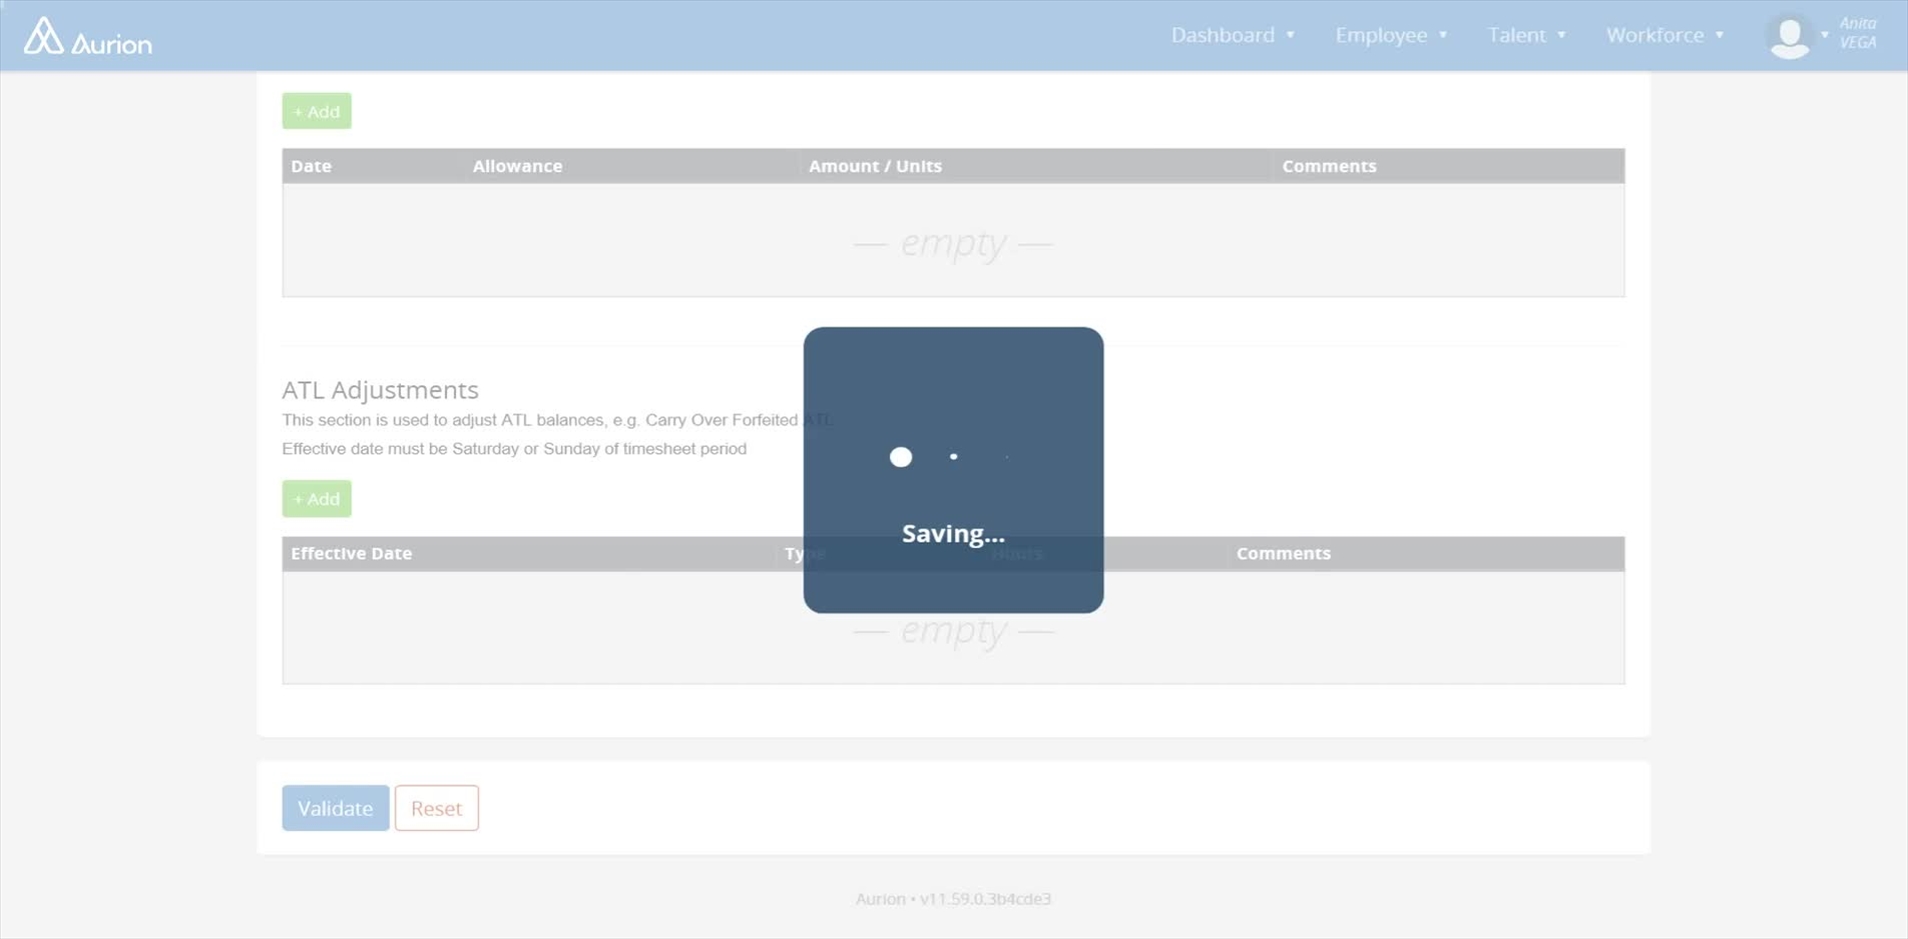 Aurion
Dashboard ▼ Employee ▼ Talent ▼ Workforce ▼ ▼ Anita
VEGA
+ Add
Date Allowance Amount / Units Comments
— empty —
ATL Adjustments
This section is used to adjust ATL balances, e.g. Carry Over Forfeited ATL
Effective date must be Saturday or Sunday of timesheet period
+ Add
Saving...
Effective Date Type Hours Comments
— empty —
Validate Reset
Aurion • v11.59.0.3b4cde3